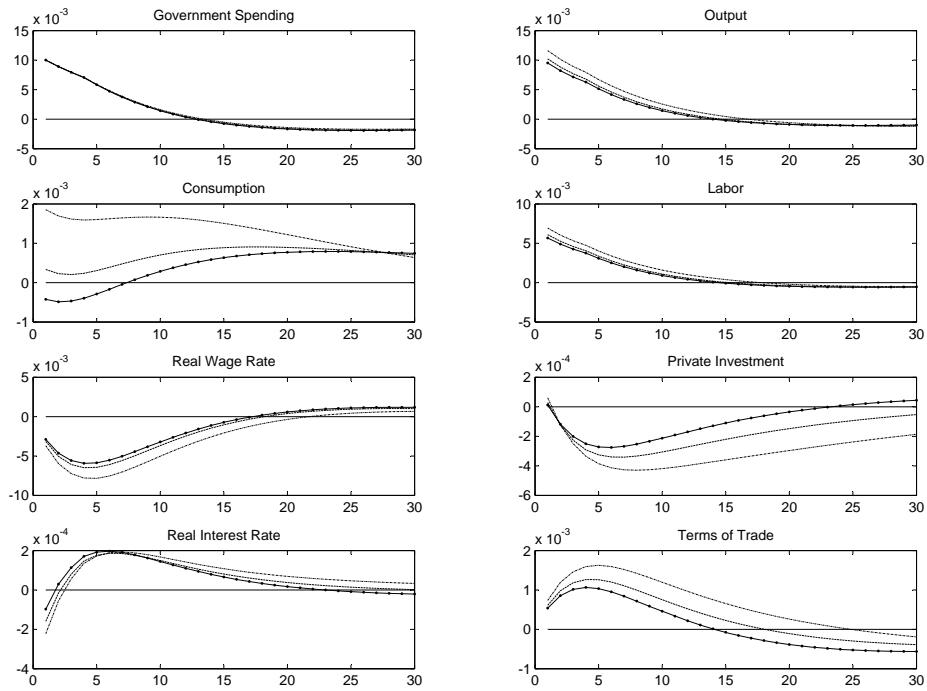 Government Spending
x 10^-3
15
10
5
0
-5
0 5 10 15 20 25 30
Output
x 10^-3
15
10
5
0
-5
0 5 10 15 20 25 30
Consumption
x 10^-3
2
1
0
-1
0 5 10 15 20 25 30
Labor
x 10^-3
10
5
0
-5
0 5 10 15 20 25 30
Real Wage Rate
x 10^-3
5
0
-5
-10
0 5 10 15 20 25 30
Private Investment
x 10^-4
2
0
-2
-4
-6
0 5 10 15 20 25 30
Real Interest Rate
x 10^-4
2
0
-2
-4
0 5 10 15 20 25 30
Terms of Trade
x 10^-3
2
1
0
-1
0 5 10 15 20 25 30